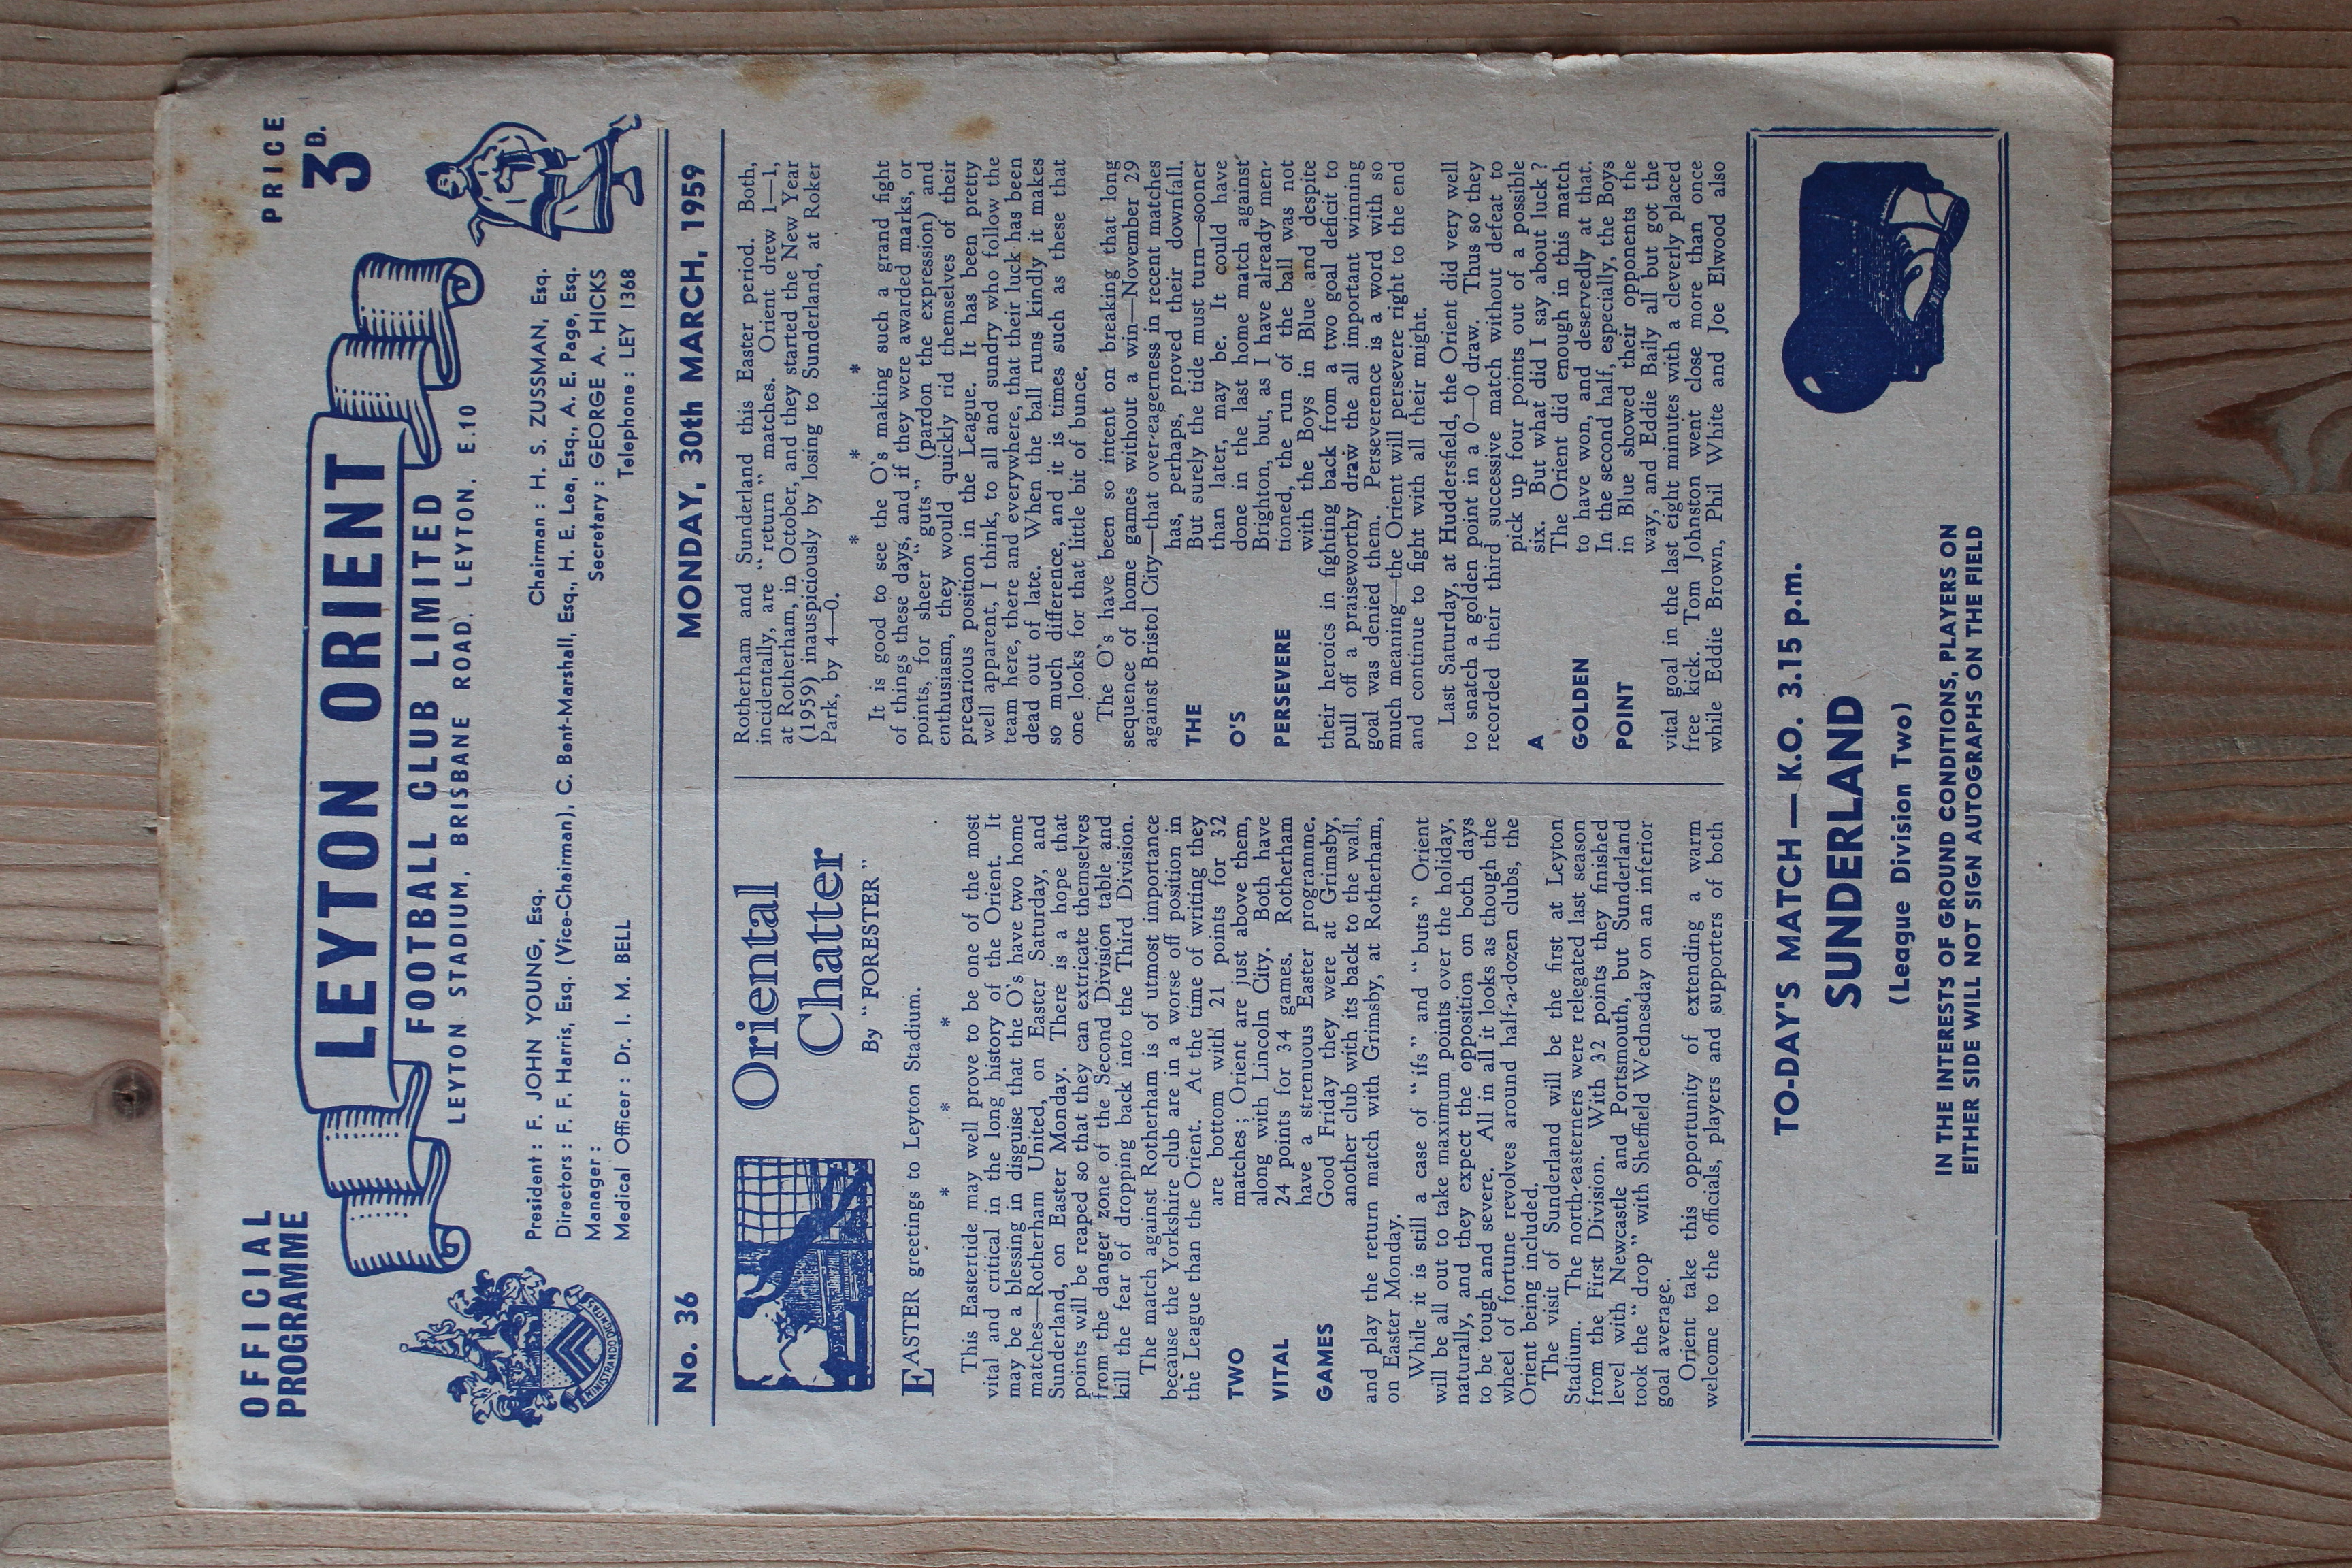 OFFICIAL
PROGRAMME
PRICE
3D.
LEYTON ORIENT
FOOTBALL CLUB LIMITED
LEYTON STADIUM, BRISBANE ROAD, LEYTON, E.10
MINISTRANDO DIGNITAS
President : F. JOHN YOUNG, Esq.
Chairman : H. S. ZUSSMAN, Esq.
Directors : F. F. Harris, Esq. (Vice-Chairman), C. Bent-Marshall, Esq., H. E. Lea, Esq., A. E. Page, Esq.
Manager :
Secretary : GEORGE A. HICKS
Medical Officer : Dr. I. M. BELL
Telephone : LEY 1368
No. 36
MONDAY, 30th MARCH, 1959
Oriental
Chatter
By “FORESTER”
EASTER greetings to Leyton Stadium.
* * * *
This Eastertide may well prove to be one of the most
vital and critical in the long history of the Orient. It
may be a blessing in disguise that the O's have two home
matches—Rotherham United, on Easter Saturday, and
Sunderland, on Easter Monday. There is a hope that
points will be reaped so that they can extricate themselves
from the danger zone of the Second Division table and
kill the fear of dropping back into the Third Division.
The match against Rotherham is of utmost importance
because the Yorkshire club are in a worse off position in
the League than the Orient. At the time of writing they
TWO
VITAL
GAMES
are bottom with 21 points for 32
matches ; Orient are just above them,
along with Lincoln City. Both have
24 points for 34 games. Rotherham
have a strenuous Easter programme.
Good Friday they were at Grimsby,
another club with its back to the wall,
and play the return match with Grimsby, at Rotherham,
on Easter Monday.
While it is still a case of “ ifs ” and “ buts ” Orient
will be all out to take maximum points over the holiday,
naturally, and they expect the opposition on both days
to be tough and severe. All in all it looks as though the
wheel of fortune revolves around half-a-dozen clubs, the
Orient being included.
The visit of Sunderland will be the first at Leyton
Stadium. The north-easterners were relegated last season
from the First Division. With 32 points they finished
level with Newcastle and Portsmouth, but Sunderland
took the “ drop ” with Sheffield Wednesday on an inferior
goal average.
Orient take this opportunity of extending a warm
welcome to the officials, players and supporters of both
Rotherham and Sunderland this Easter period. Both,
incidentally, are “ return ” matches. Orient drew 1—1,
at Rotherham, in October, and they started the New Year
(1959) inauspiciously by losing to Sunderland, at Roker
Park, by 4—0.
* * *
It is good to see the O's making such a grand fight
of things these days, and if they were awarded marks, or
points, for sheer “ guts ” (pardon the expression) and
enthusiasm, they would quickly rid themselves of their
precarious position in the League. It has been pretty
well apparent, I think, to all and sundry who follow the
team here, there and everywhere, that their luck has been
dead out of late. When the ball runs kindly it makes
so much difference, and it is times such as these that
one looks for that little bit of bunce.
The O's have been so intent on breaking that long
sequence of home games without a win—November 29
against Bristol City—that over-eagerness in recent matches
THE
O'S
PERSEVERE
has, perhaps, proved their downfall.
But surely the tide must turn—sooner
than later, may be. It could have
done in the last home match against
Brighton, but, as I have already men-
tioned, the run of the ball was not
with the Boys in Blue and despite
their heroics in fighting back from a two goal deficit to
pull off a praiseworthy draw the all important winning
goal was denied them. Perseverence is a word with so
much meaning—the Orient will persevere right to the end
and continue to fight with all their might.
Last Saturday, at Huddersfield, the Orient did very well
to snatch a golden point in a 0—0 draw. Thus so they
recorded their third successive match without defeat to
A
GOLDEN
POINT
pick up four points out of a possible
six. But what did I say about luck ?
The Orient did enough in this match
to have won, and deservedly at that.
In the second half, especially, the Boys
in Blue showed their opponents the
way, and Eddie Baily all but got the
vital goal in the last eight minutes with a cleverly placed
free kick. Tom Johnston went close more than once
while Eddie Brown, Phil White and Joe Elwood also
TO-DAY'S MATCH — K.O. 3.15 p.m.
SUNDERLAND
(League Division Two)
IN THE INTERESTS OF GROUND CONDITIONS, PLAYERS ON
EITHER SIDE WILL NOT SIGN AUTOGRAPHS ON THE FIELD